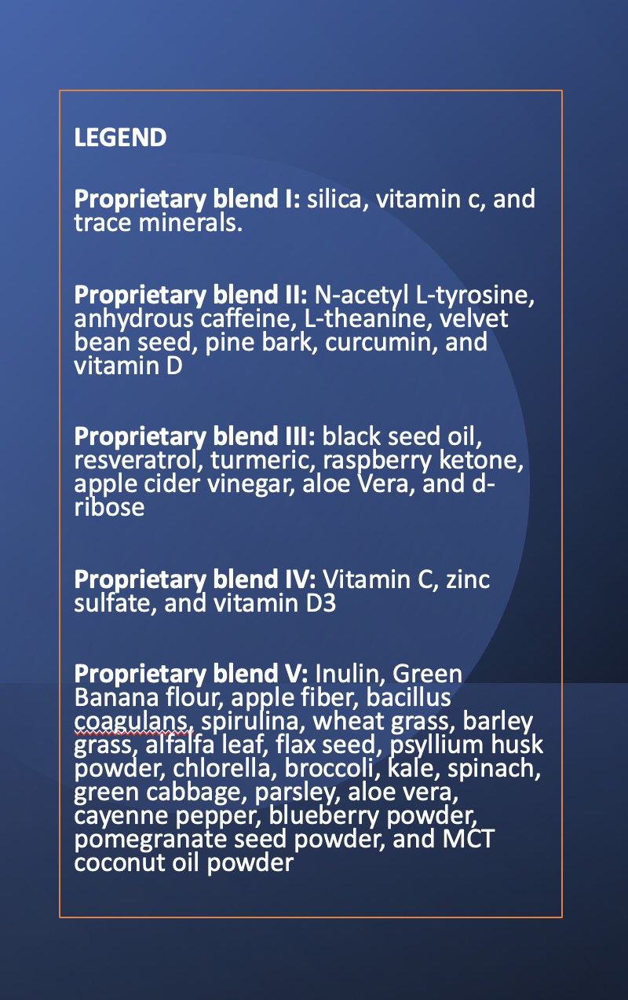 LEGEND
Proprietary blend I: silica, vitamin c, and
trace minerals.
Proprietary blend II: N-acetyl L-tyrosine,
anhydrous caffeine, L-theanine, velvet
bean seed, pine bark, curcumin, and
vitamin D
Proprietary blend III: black seed oil,
resveratrol, turmeric, raspberry ketone,
apple cider vinegar, aloe Vera, and d-
ribose
Proprietary blend IV: Vitamin C, zinc
sulfate, and vitamin D3
Proprietary blend V: Inulin, Green
Banana flour, apple fiber, bacillus
coagulans, spirulina, wheat grass, barley
grass, alfalfa leaf, flax seed, psyllium husk
powder, chlorella, broccoli, kale, spinach,
green cabbage, parsley, aloe vera,
cayenne pepper, blueberry powder,
pomegranate seed powder, and MCT
coconut oil powder